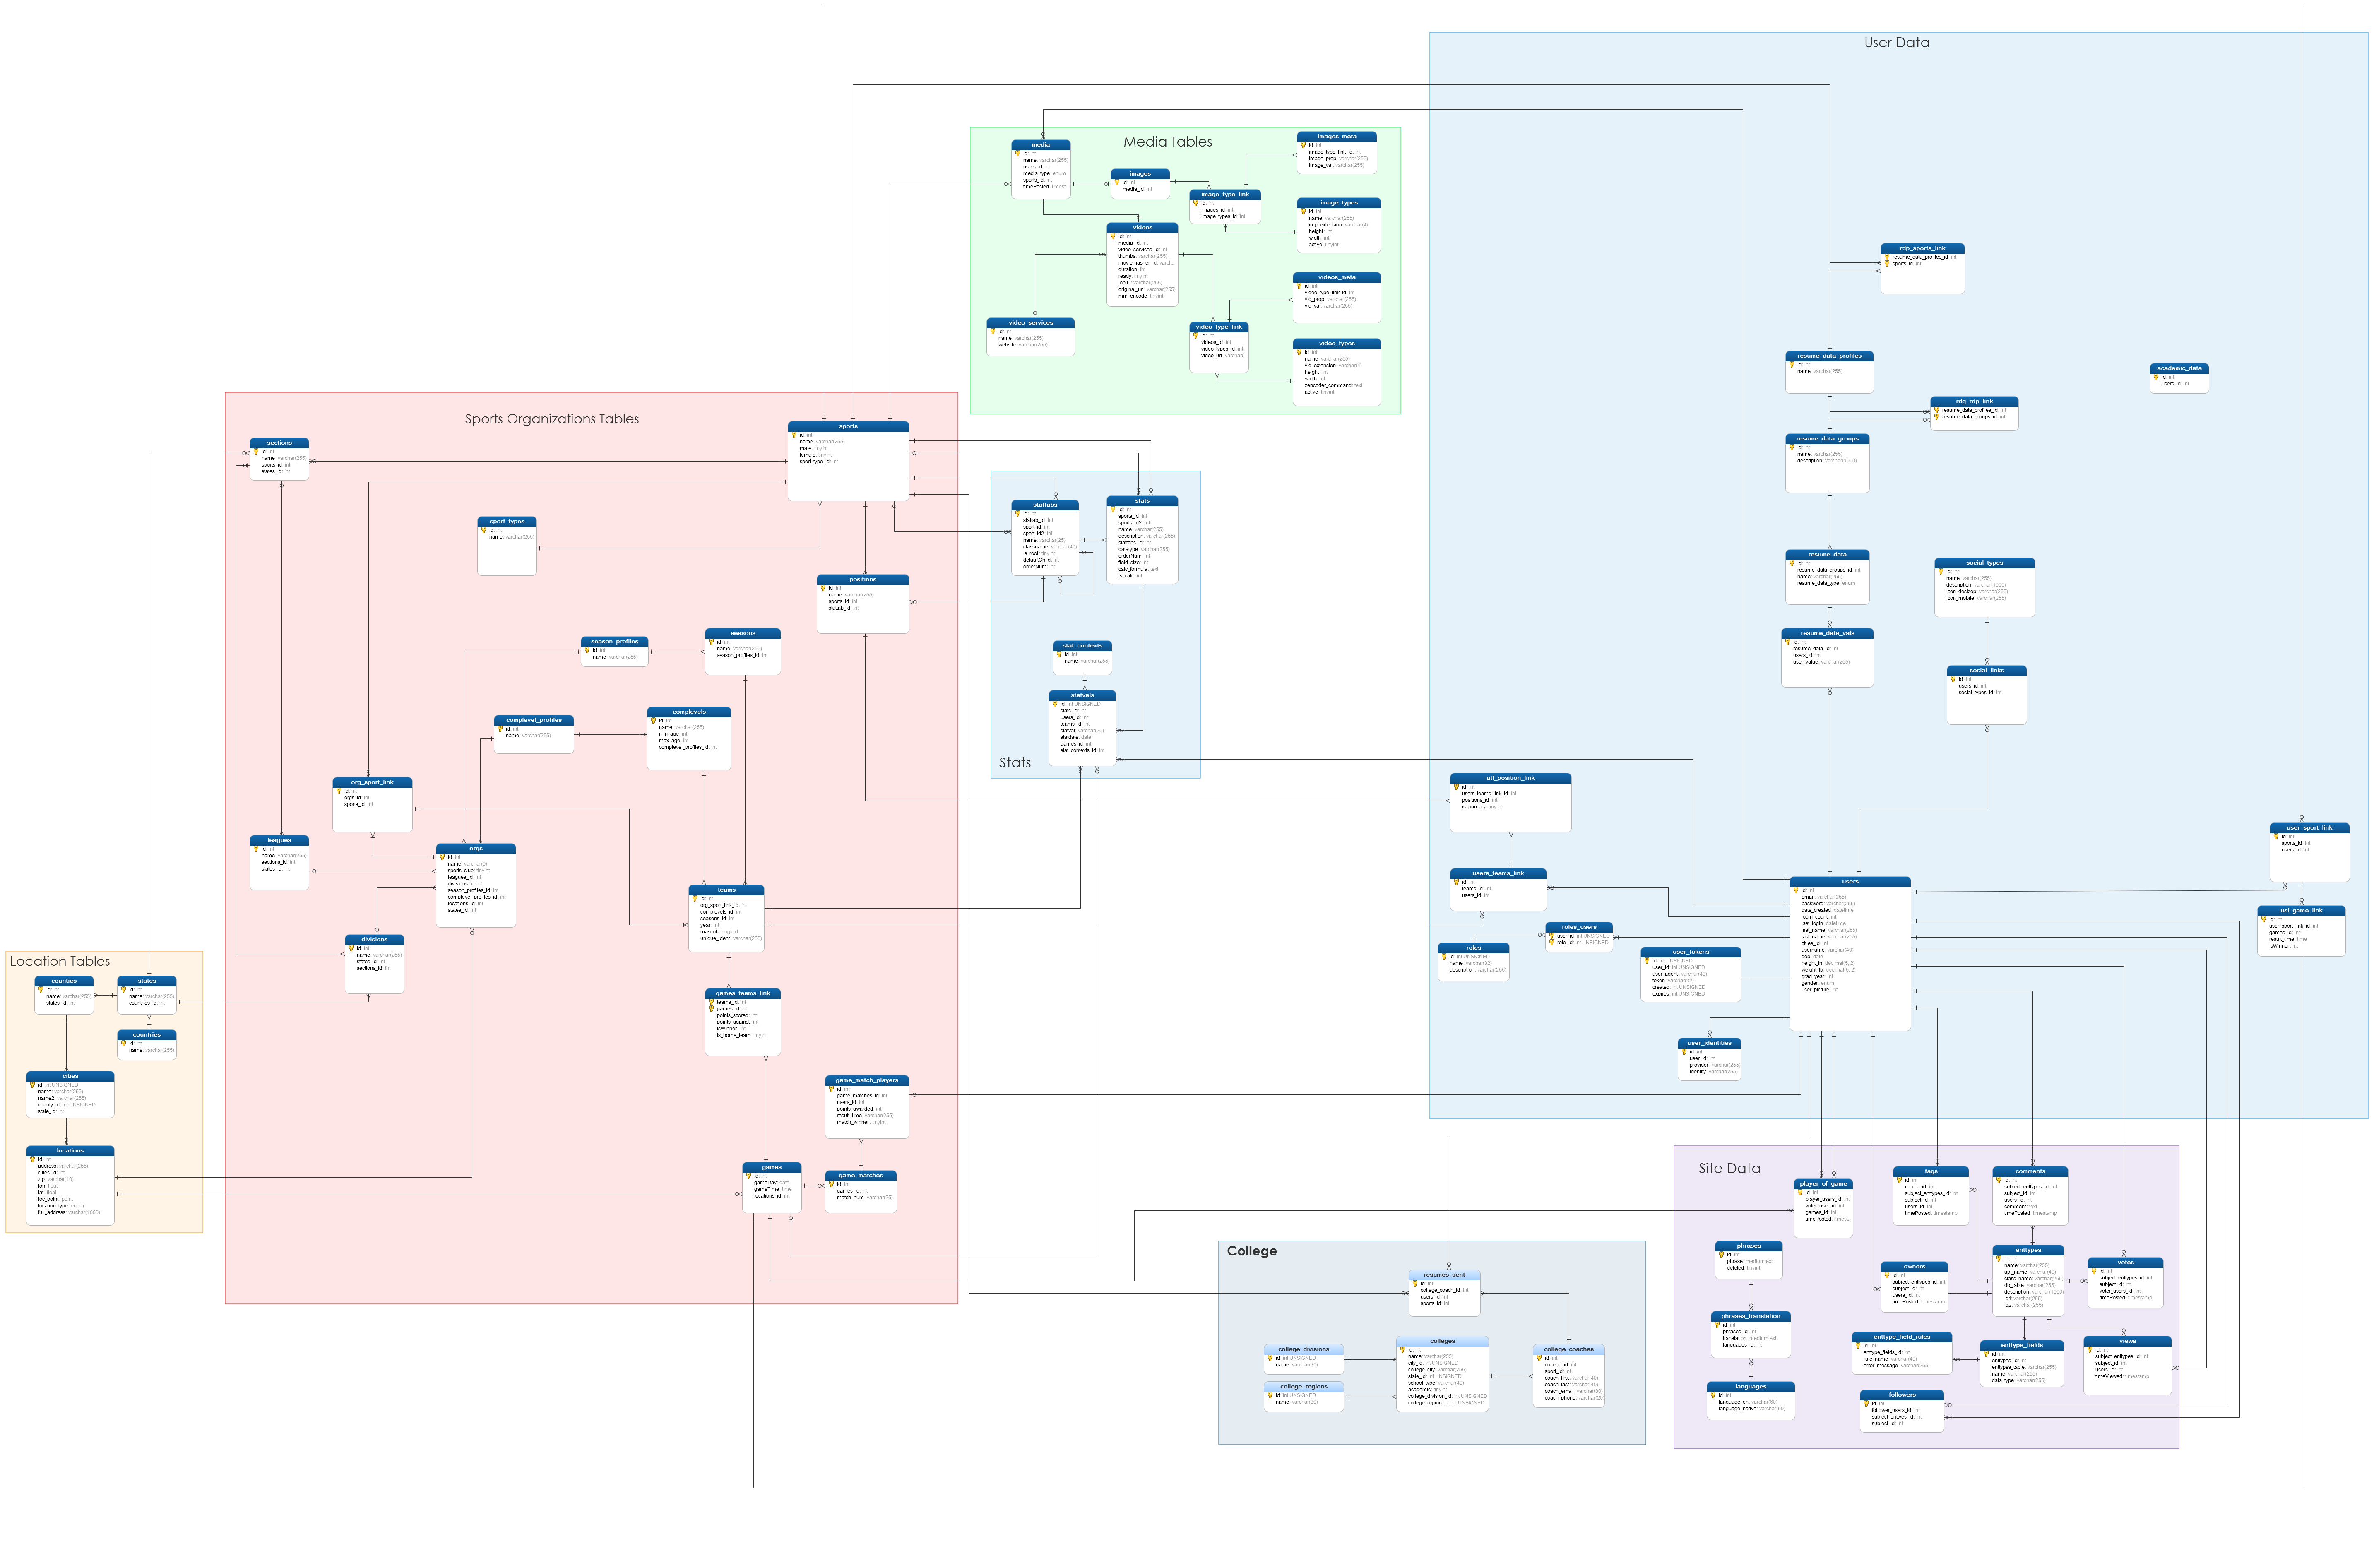 User Data
rdp_sports_link
resume_data_profiles_id int
sports_id int
resume_data_profiles
id int
name varchar(255)
academic_data
id int
users_id int
rdg_rdp_link
resume_data_profiles_id int
resume_data_groups_id int
resume_data_groups
id int
name varchar(255)
description varchar(1000)
resume_data
id int
resume_data_groups_id int
name varchar(255)
resume_data_type enum
social_types
id int
name varchar(255)
description varchar(1000)
icon_desktop varchar(255)
icon_mobile varchar(255)
resume_data_vals
id int
resume_data_id int
users_id int
user_value varchar(255)
social_links
id int
users_id int
social_types_id int
utl_position_link
id int
users_teams_link_id int
positions_id int
is_primary tinyint
users_teams_link
id int
teams_id int
users_id int
roles_users
user_id int UNSIGNED
role_id int UNSIGNED
roles
id int UNSIGNED
name varchar(32)
description varchar(255)
user_tokens
id int UNSIGNED
user_id int UNSIGNED
user_agent varchar(40)
token varchar(32)
created int UNSIGNED
expires int UNSIGNED
user_identities
id int
user_id int
provider varchar(255)
identity varchar(255)
users
id int
email varchar(255)
password varchar(255)
date_created datetime
login_count int
last_login datetime
first_name varchar(255)
last_name varchar(255)
cities_id int
username varchar(40)
dob date
height_in decimal(5, 2)
weight_lb decimal(5, 2)
grad_year int
gender enum
user_picture int
user_sport_link
id int
sports_id int
users_id int
usl_game_link
id int
user_sport_link_id int
games_id int
result_time time
isWinner int
Media Tables
media
id int
name varchar(255)
users_id int
media_type enum
sports_id int
timePosted timest
images
id int
media_id int
images_meta
id int
image_type_link_id int
image_prop varchar(255)
image_val varchar(255)
image_type_link
id int
images_id int
image_types_id int
image_types
id int
name varchar(255)
img_extension varchar(4)
height int
width int
active tinyint
videos
id int
media_id int
video_services_id int
thumbs varchar(255)
moviemasher_id varch...
duration int
ready tinyint
jobID varchar(255)
original_url varchar(255)
mm_encode tinyint
videos_meta
id int
video_type_link_id int
vid_prop varchar(255)
vid_val varchar(255)
video_services
id int
name varchar(255)
website varchar(255)
video_type_link
id int
videos_id int
video_types_id int
video_url varchar(...
video_types
id int
name varchar(255)
vid_extension varchar(4)
height int
width int
zencoder_command text
active tinyint
Sports Organizations Tables
sports
id int
name varchar(255)
male tinyint
female tinyint
sport_type_id int
sections
id int
name varchar(255)
sports_id int
states_id int
sport_types
id int
name varchar(255)
positions
id int
name varchar(255)
sports_id int
stattab_id int
season_profiles
id int
name varchar(255)
seasons
id int
name varchar(255)
season_profiles_id int
complevel_profiles
id int
name varchar(255)
complevels
id int
name varchar(255)
min_age int
max_age int
complevel_profiles_id int
org_sport_link
id int
orgs_id int
sports_id int
leagues
id int
name varchar(255)
sections_id int
states_id int
orgs
id int
name varchar(0)
sports_club tinyint
leagues_id int
divisions_id int
season_profiles_id int
complevel_profiles_id int
locations_id int
states_id int
teams
id int
org_sport_link_id int
complevels_id int
seasons_id int
year int
mascot longtext
unique_ident varchar(255)
divisions
id int
name varchar(255)
states_id int
sections_id int
games_teams_link
teams_id int
games_id int
points_scored int
points_against int
isWinner int
is_home_team tinyint
game_match_players
id int
game_matches_id int
users_id int
points_awarded int
result_time varchar(255)
match_winner tinyint
games
id int
gameDay date
gameTime time
locations_id int
game_matches
id int
games_id int
match_num varchar(25)
Stats
stattabs
id int
stattab_id int
sport_id int
sport_id2 int
name varchar(25)
classname varchar(40)
is_root tinyint
defaultChild int
orderNum int
stats
id int
sports_id int
sports_id2 int
name varchar(255)
description varchar(255)
stattabs_id int
datatype varchar(255)
orderNum int
field_size int
calc_formula text
is_calc int
stat_contexts
id int
name varchar(255)
statvals
id int UNSIGNED
stats_id int
users_id int
teams_id int
statval varchar(25)
statdate date
games_id int
stat_contexts_id int
Location Tables
counties
id int
name varchar(255)
states_id int
states
id int
name varchar(255)
countries_id int
countries
id int
name varchar(255)
cities
id int UNSIGNED
name varchar(255)
name2 varchar(255)
county_id int UNSIGNED
state_id int
locations
id int
address varchar(255)
cities_id int
zip varchar(10)
lon float
lat float
loc_point point
location_type enum
full_address varchar(1000)
College
resumes_sent
id int
college_coach_id int
users_id int
sports_id int
college_divisions
id int UNSIGNED
name varchar(35)
college_regions
id int UNSIGNED
name varchar(35)
colleges
id int
name varchar(255)
city_id int UNSIGNED
college_city varchar(255)
state_id int UNSIGNED
school_type varchar(45)
academic tinyint
college_division_id int UNSIGNED
college_region_id int UNSIGNED
college_coaches
id int
college_id int
sport_id int
coach_first varchar(40)
coach_last varchar(40)
coach_email varchar(60)
coach_phone varchar(20)
Site Data
player_of_game
id int
player_users_id int
voter_user_id int
games_id int
timePosted timest...
tags
id int
media_id int
subject_enttypes_id int
subject_id int
users_id int
timePosted timestamp
comments
id int
subject_enttypes_id int
subject_id int
users_id int
comment text
timePosted timestamp
phrases
id int
phrase mediumtext
deleted tinyint
owners
id int
subject_enttypes_id int
subject_id int
users_id int
timePosted timestamp
enttypes
id int
name varchar(255)
api_name varchar(40)
class_name varchar(255)
db_table varchar(255)
description varchar(1000)
id1 varchar(255)
id2 varchar(255)
votes
id int
subject_enttypes_id int
subject_id int
voter_users_id int
timePosted timestamp
phrases_translation
id int
phrases_id int
translation mediumtext
languages_id int
enttype_field_rules
id int
enttype_fields_id int
rule_name varchar(40)
error_message varchar(255)
enttype_fields
id int
enttypes_id int
enttypes_table varchar(255)
name varchar(255)
data_type varchar(255)
views
id int
subject_enttypes_id int
subject_id int
users_id int
timeViewed timestamp
languages
id int
language_en varchar(60)
language_native varchar(60)
followers
id int
follower_users_id int
subject_enttyes_id int
subject_id int